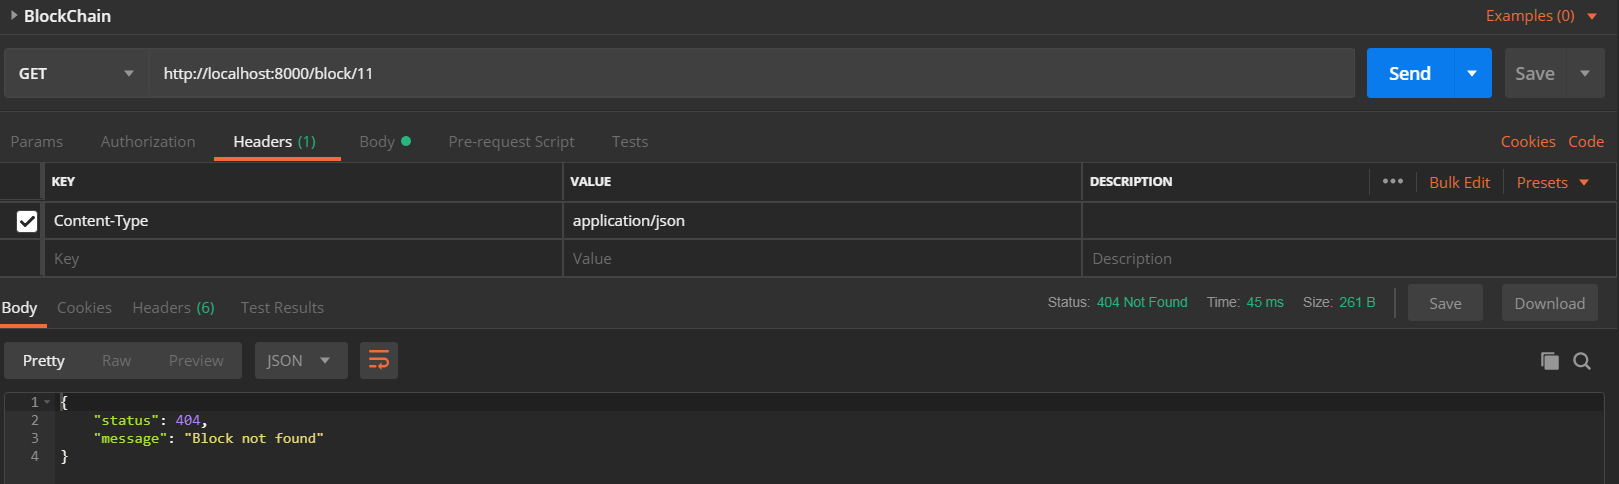 BlockChain
Examples (0)
GET http://localhost:8000/block/11 Send Save
Params Authorization Headers (1) Body Pre-request Script Tests Cookies Code
KEY VALUE DESCRIPTION ••• Bulk Edit Presets
Content-Type application/json
Key Value Description
Body Cookies Headers (6) Test Results Status: 404 Not Found Time: 45 ms Size: 261 B Save Download
Pretty Raw Preview JSON
1 {
2 "status": 404,
3 "message": "Block not found"
4 }